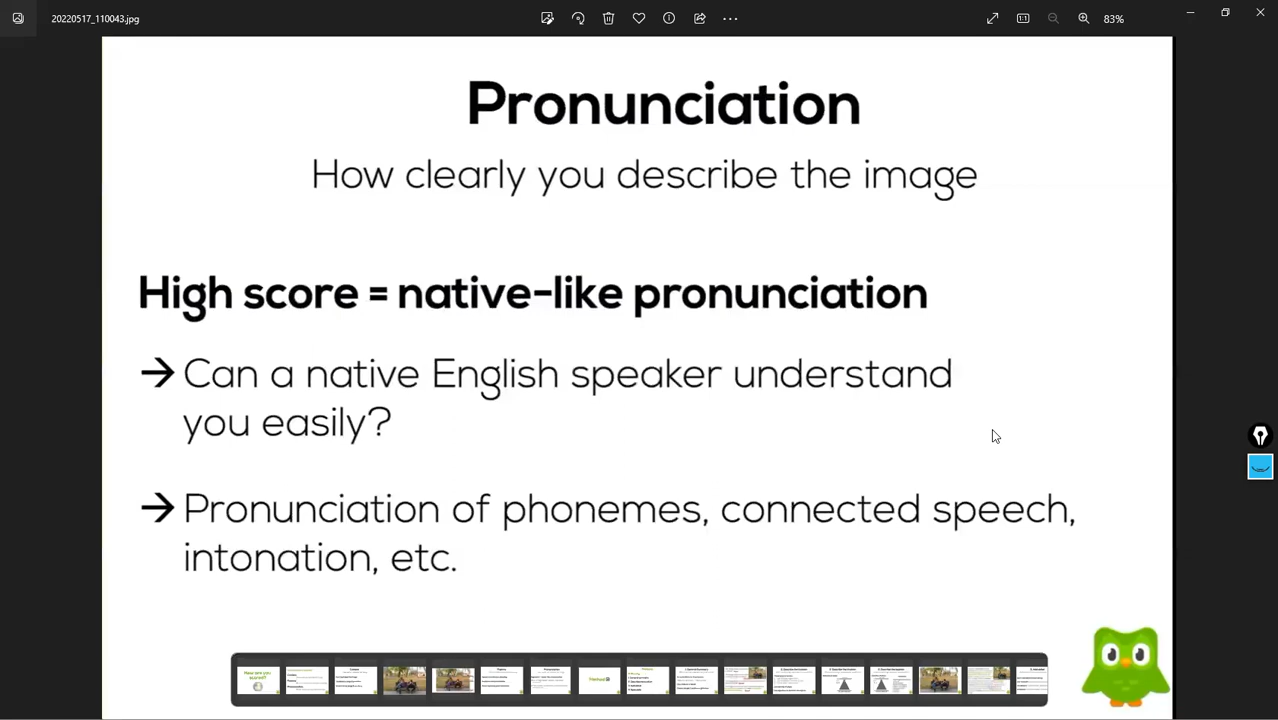 20220517_110043.jpg
83%
Pronunciation
How clearly you describe the image
High score = native-like pronunciation
→ Can a native English speaker understand
you easily?
→ Pronunciation of phonemes, connected speech,
intonation, etc.